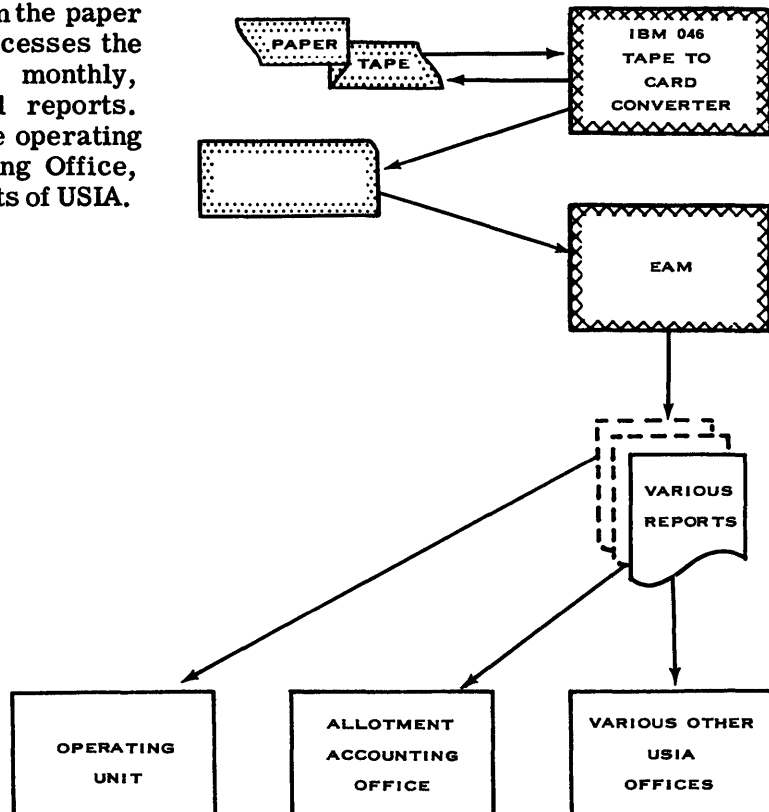 the paper
cesses the
monthly,
reports.
operating
ng Office,
ts of USIA.
PAPER
TAPE
IBM 046
TAPE TO
CARD
CONVERTER
EAM
VARIOUS
REPORTS
OPERATING
UNIT
ALLOTMENT
ACCOUNTING
OFFICE
VARIOUS OTHER
USIA
OFFICES